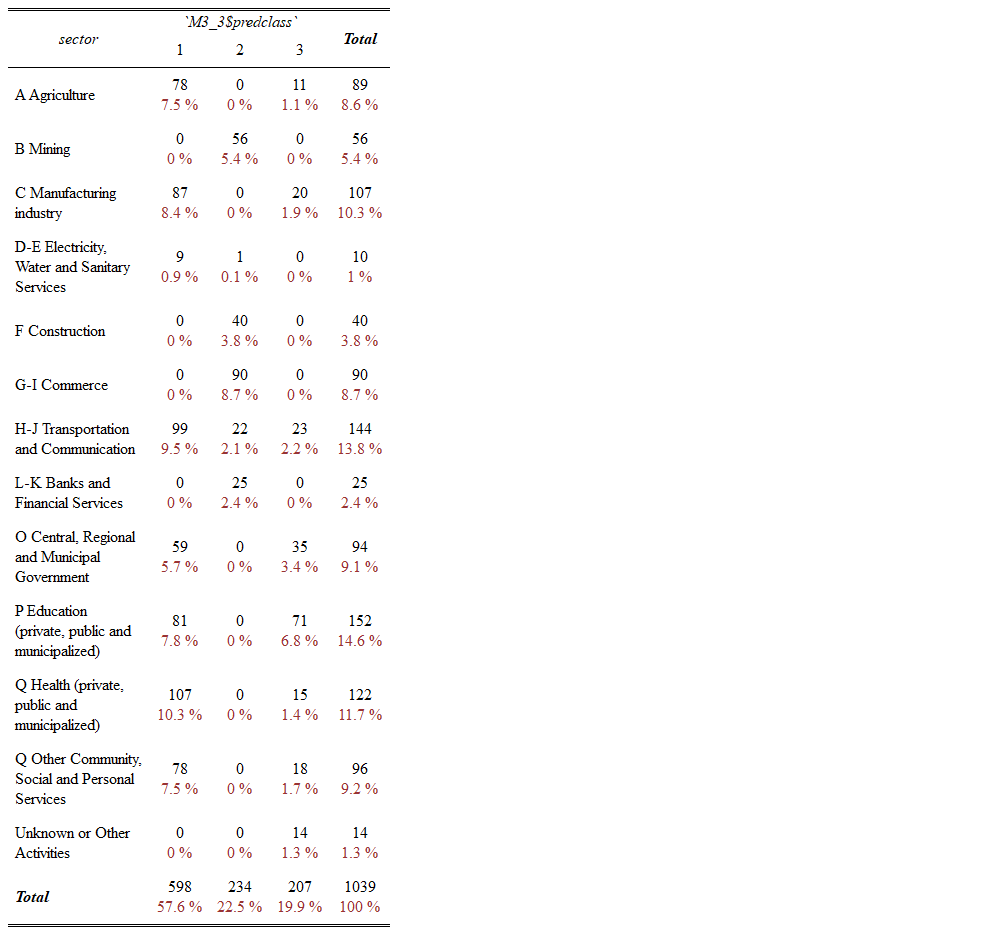 sector `M3_3$predclass` Total
1 2 3
A Agriculture 78 0 11 89
7.5 % 0 % 1.1 % 8.6 %
B Mining 0 56 0 56
0 % 5.4 % 0 % 5.4 %
C Manufacturing 87 0 20 107
industry 8.4 % 0 % 1.9 % 10.3 %
D-E Electricity,
Water and Sanitary 9 1 0 10
Services 0.9 % 0.1 % 0 % 1 %
F Construction 0 40 0 40
0 % 3.8 % 0 % 3.8 %
G-I Commerce 0 90 0 90
0 % 8.7 % 0 % 8.7 %
H-J Transportation 99 22 23 144
and Communication 9.5 % 2.1 % 2.2 % 13.8 %
L-K Banks and 0 25 0 25
Financial Services 0 % 2.4 % 0 % 2.4 %
O Central, Regional
and Municipal 59 0 35 94
Government 5.7 % 0 % 3.4 % 9.1 %
P Education
(private, public and 81 0 71 152
municipalized) 7.8 % 0 % 6.8 % 14.6 %
Q Health (private,
public and 107 0 15 122
municipalized) 10.3 % 0 % 1.4 % 11.7 %
Q Other Community,
Social and Personal 78 0 18 96
Services 7.5 % 0 % 1.7 % 9.2 %
Unknown or Other 0 0 14 14
Activities 0 % 0 % 1.3 % 1.3 %
Total 598 234 207 1039
57.6 % 22.5 % 19.9 % 100 %